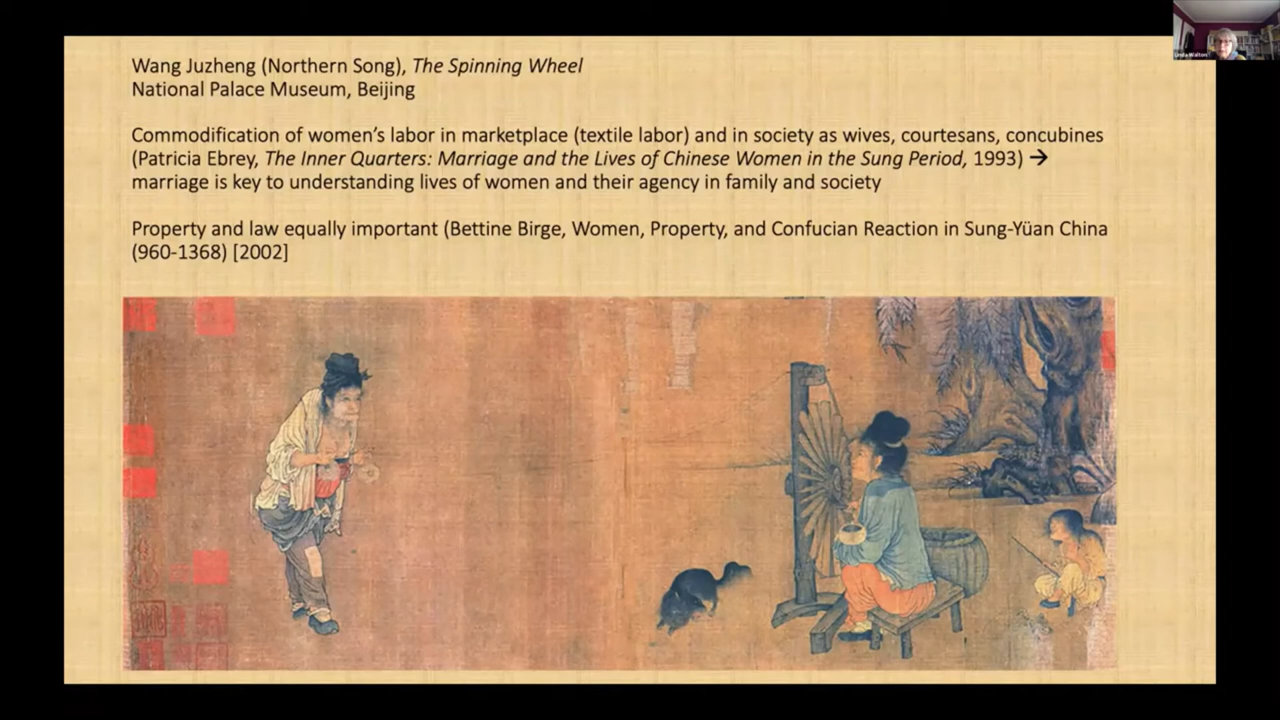 Wang Juzheng (Northern Song), The Spinning Wheel
National Palace Museum, Beijing
Commodification of women's labor in marketplace (textile labor) and in society as wives, courtesans, concubines
(Patricia Ebrey, The Inner Quarters: Marriage and the Lives of Chinese Women in the Sung Period, 1993) →
marriage is key to understanding lives of women and their agency in family and society
Property and law equally important (Bettine Birge, Women, Property, and Confucian Reaction in Sung-Yüan China
(960-1368) [2002]
Linda Walton